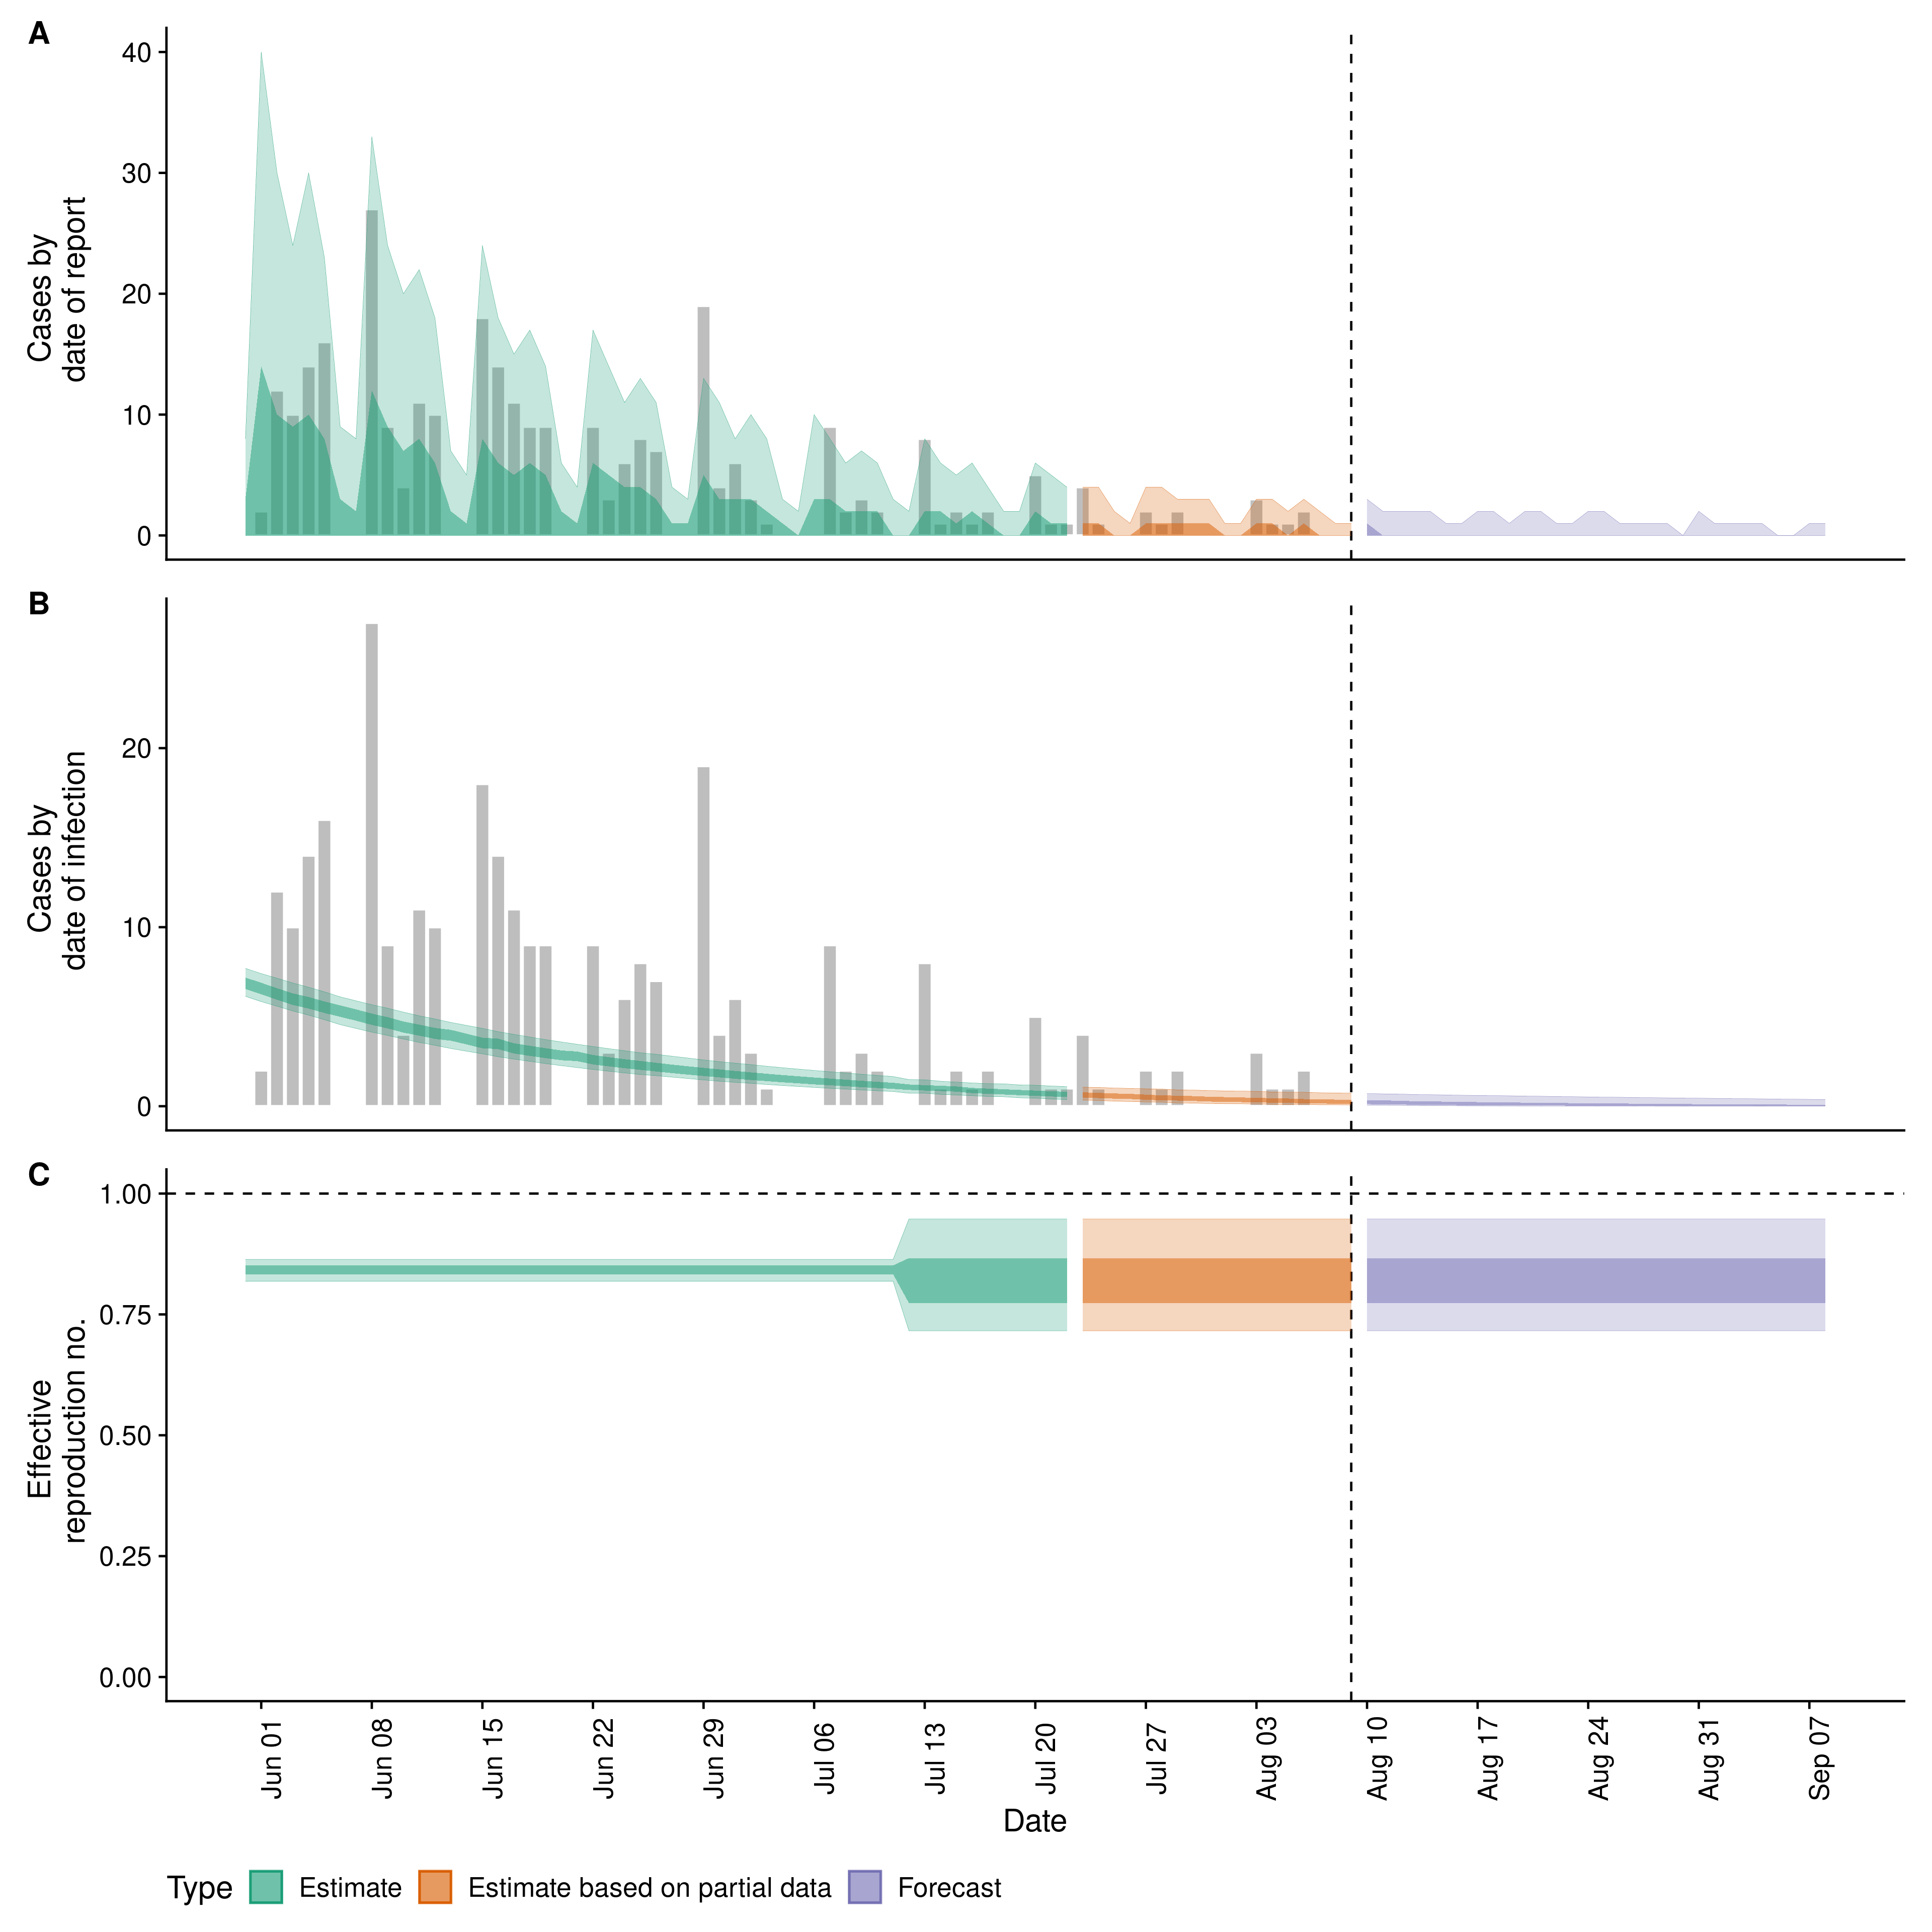 A
Cases by
date of report
40
30
20
10
0
B
Cases by
date of infection
20
10
0
C
Effective
reproduction no.
1.00
0.75
0.50
0.25
0.00
Jun 01
Jun 08
Jun 15
Jun 22
Jun 29
Jul 06
Jul 13
Jul 20
Jul 27
Aug 03
Aug 10
Aug 17
Aug 24
Aug 31
Sep 07
Date
Type Estimate Estimate based on partial data Forecast